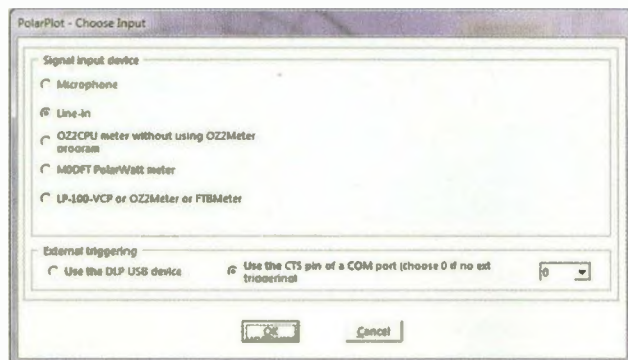 PolarPlot - Choose Input
Signal input device
Microphone
Line-in
OZ2CPU meter without using OZ2Meter
program
M0DFT PolarWatt meter
LP-100-VCP or OZ2Meter or FTBMeter
External triggering
Use the DLP USB device
Use the CTS pin of a COM port (choose 0 if no ext
triggering)
0
OK
Cancel